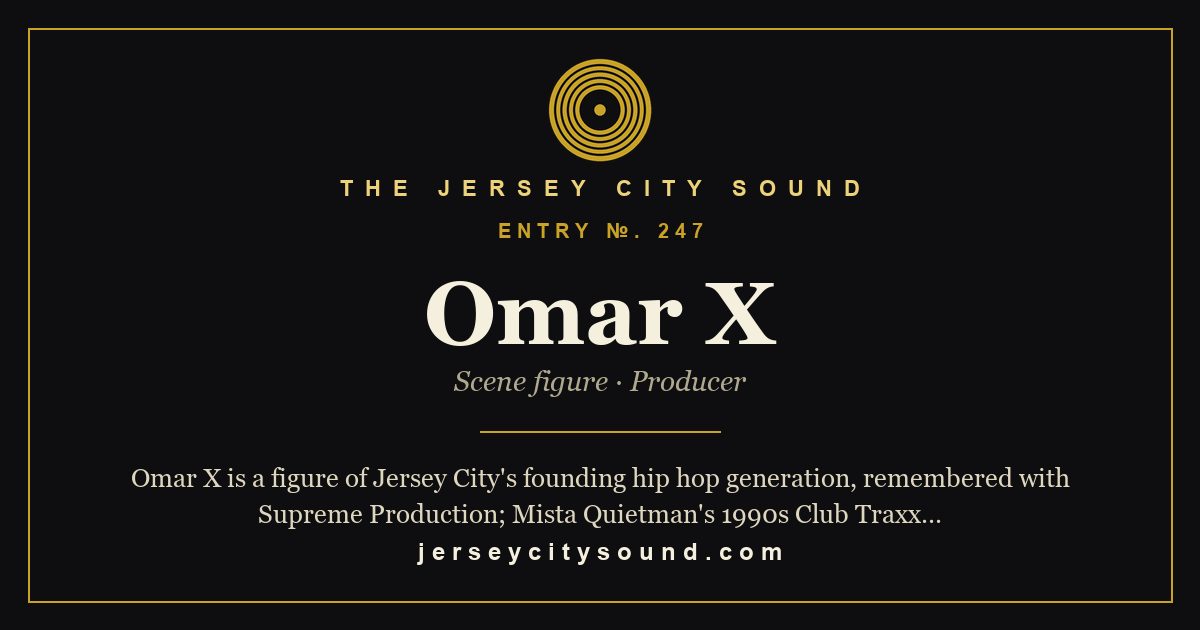 THE JERSEY CITY SOUND
ENTRY №. 247
Omar X
Scene figure · Producer
Omar X is a figure of Jersey City's founding hip hop generation, remembered with
Supreme Production; Mista Quietman's 1990s Club Traxx...
jerseycitysound.com